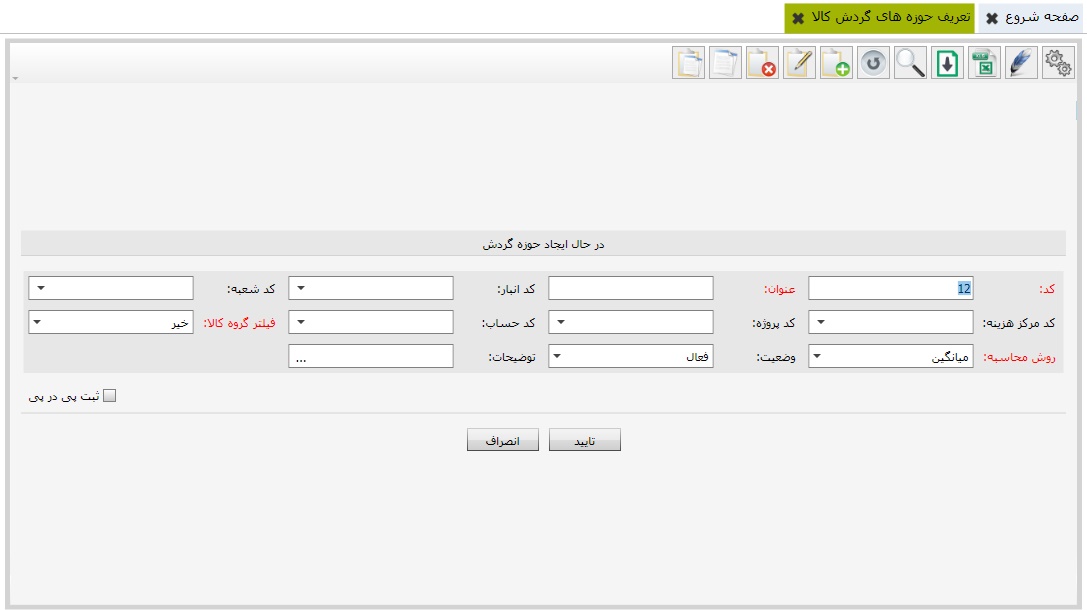 صفحه شروع
تعریف حوزه های گردش کالا
در حال ایجاد حوزه گردش
کد: 12 عنوان: کد انبار: کد شعبه:
کد مرکز هزینه: کد پروژه: کد حساب: فیلتر گروه کالا: خیر
روش محاسبه: میانگین وضعیت: فعال توضیحات: ...
ثبت پی در پی
تایید انصراف